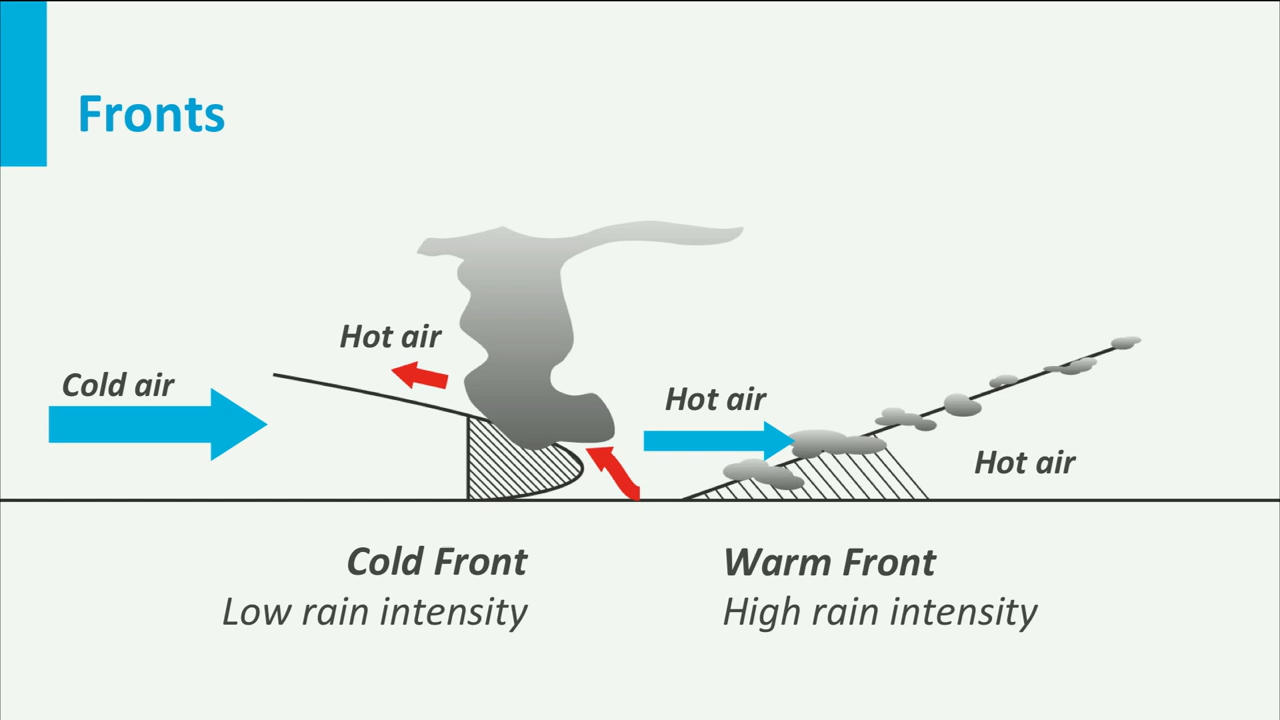 Fronts
Hot air
Cold air
Hot air
Hot air
Cold Front
Low rain intensity
Warm Front
High rain intensity